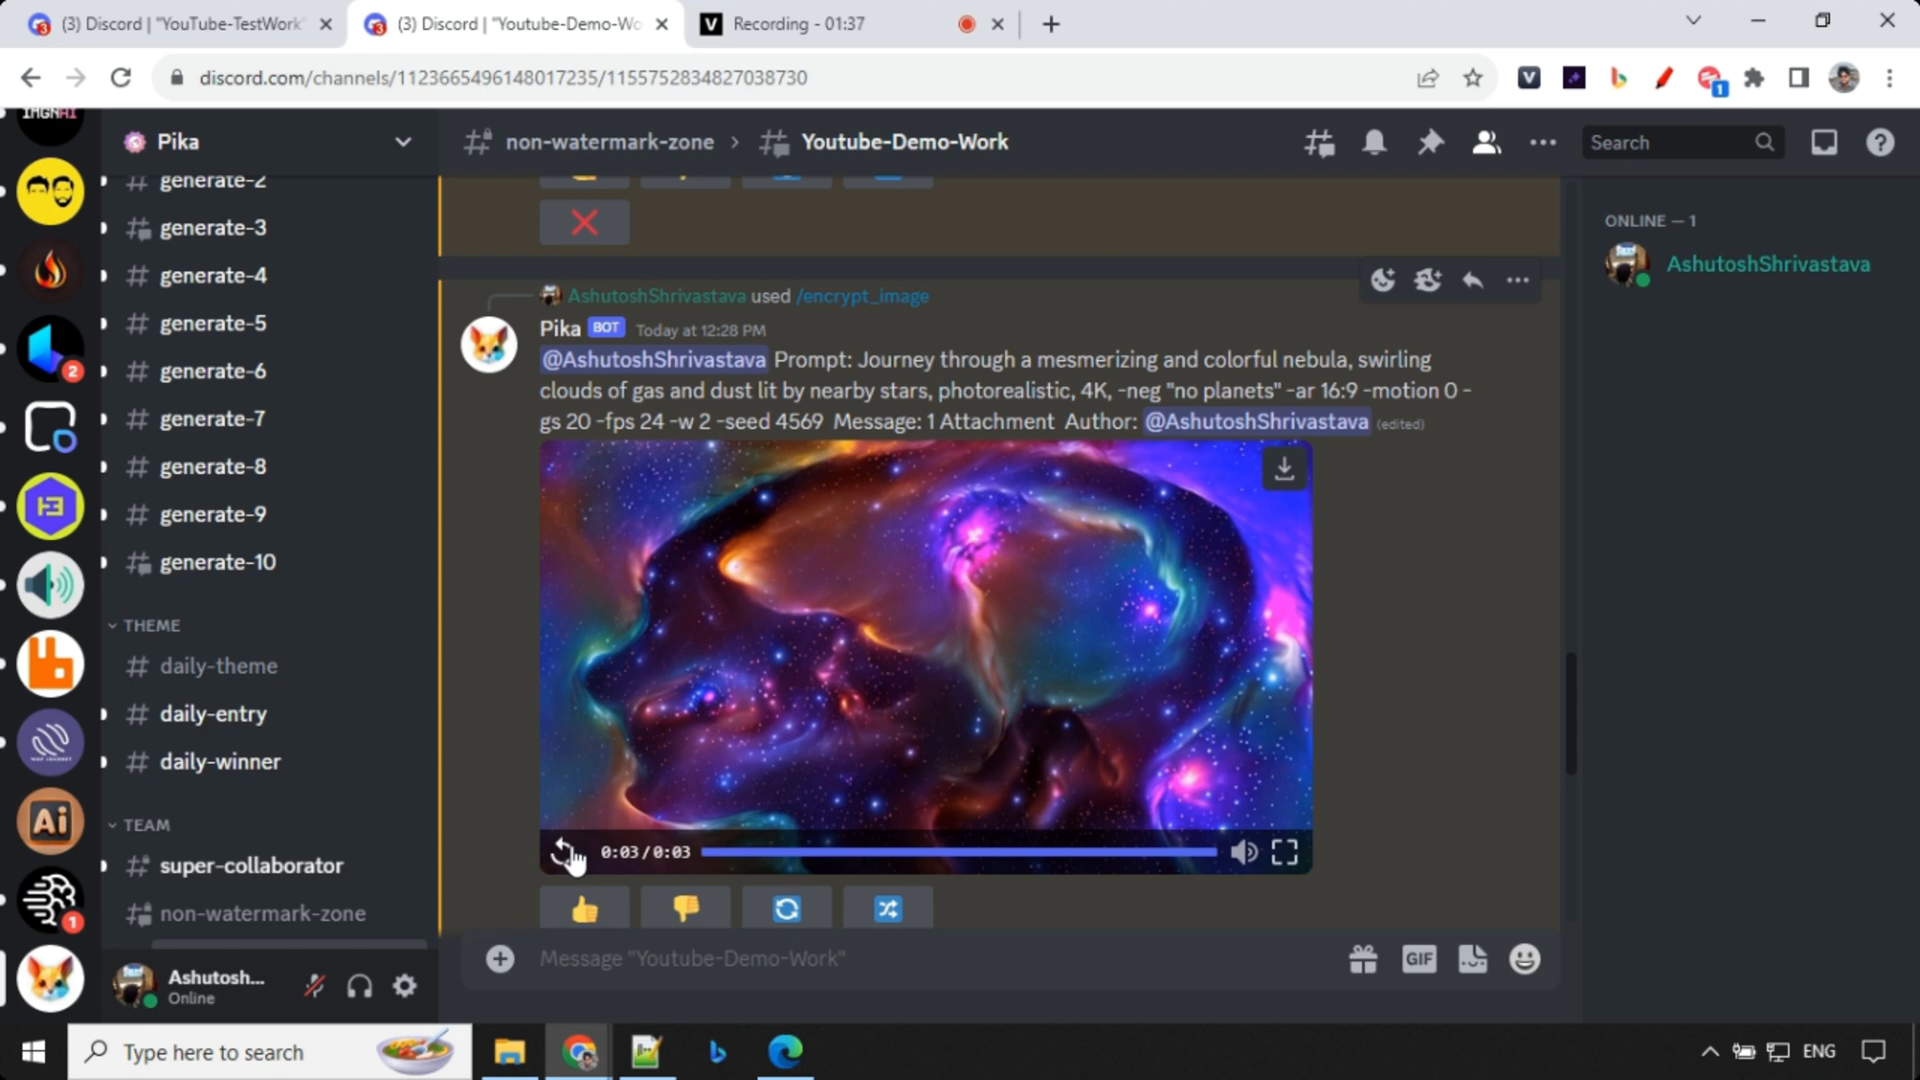 (3) Discord | "YouTube-TestWork"
(3) Discord | "Youtube-Demo-Wo
Recording - 01:37
discord.com/channels/1123665496148017235/1155752834827038730
1
IMGNAI
Pika
non-watermark-zone
Youtube-Demo-Work
Search
generate-2
generate-3
generate-4
generate-5
generate-6
generate-7
generate-8
generate-9
generate-10
THEME
daily-theme
daily-entry
daily-winner
TEAM
super-collaborator
non-watermark-zone
2
Ai
1
Ashutosh...
Online
AshutoshShrivastava used /encrypt_image
Pika BOT Today at 12:28 PM
@AshutoshShrivastava Prompt: Journey through a mesmerizing and colorful nebula, swirling
clouds of gas and dust lit by nearby stars, photorealistic, 4K, -neg "no planets" -ar 16:9 -motion 0 -
gs 20 -fps 24 -w 2 -seed 4569 Message: 1 Attachment Author: @AshutoshShrivastava (edited)
0:03/0:03
Message "Youtube-Demo-Work"
GIF
ONLINE — 1
AshutoshShrivastava
Type here to search
ENG